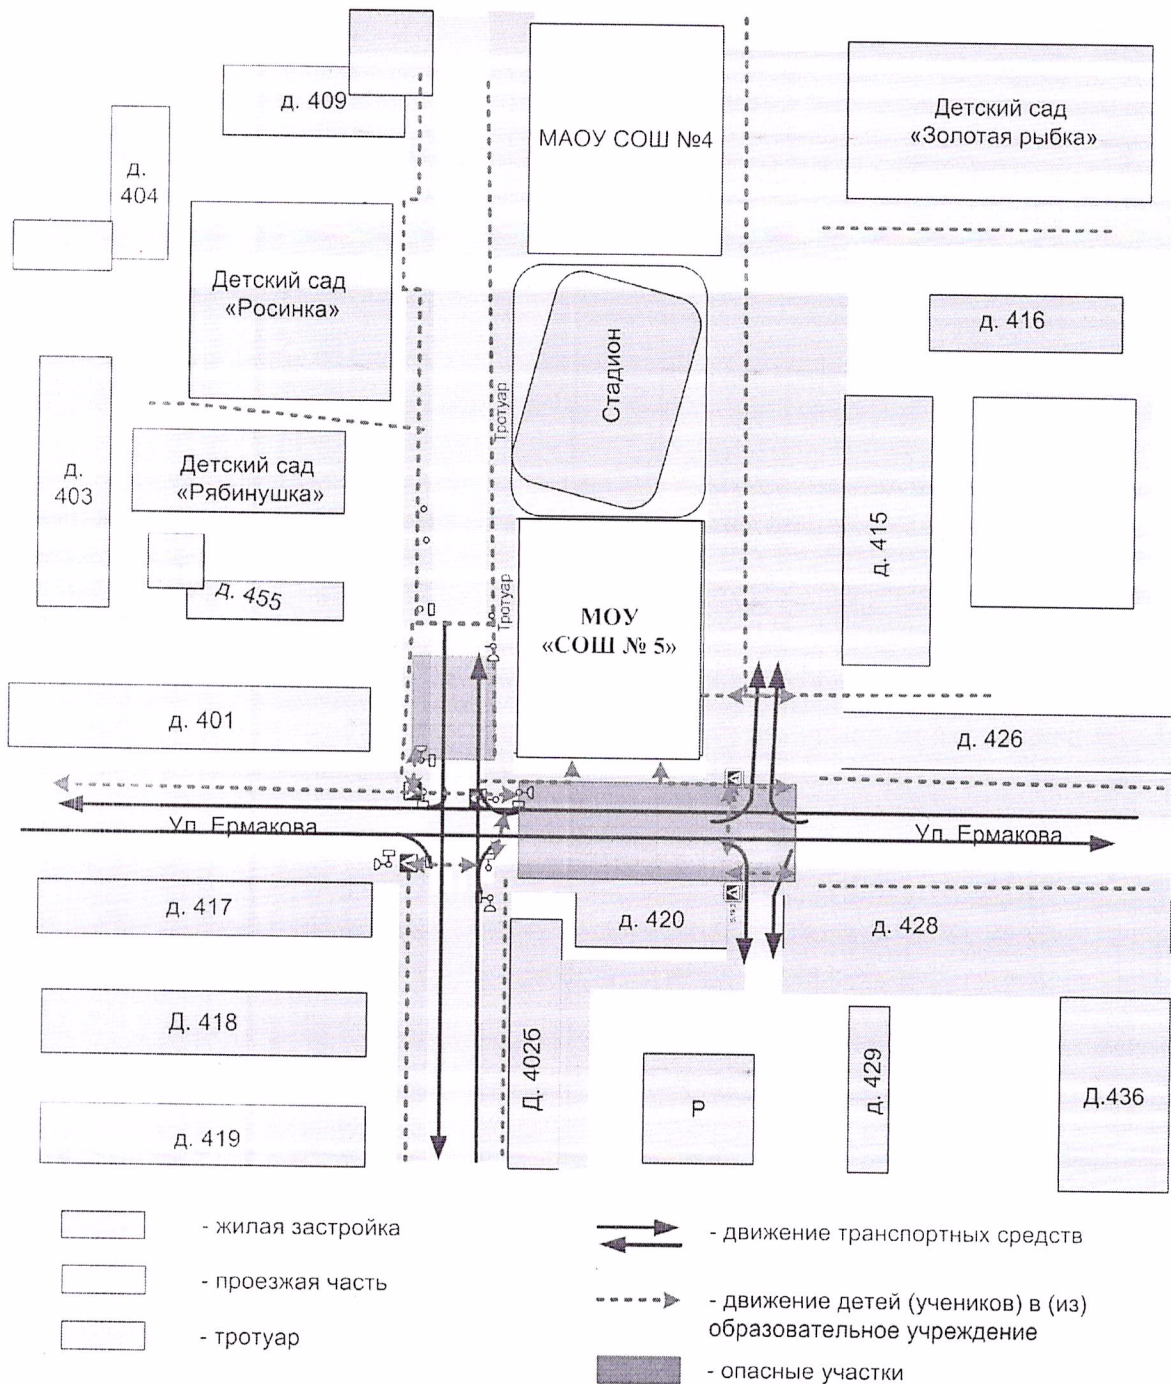 д. 409
МАОУ СОШ №4
Детский сад
«Золотая рыбка»
д.
404
Детский сад
«Росинка»
д. 416
Стадион
Тротуар
д.
403
Детский сад
«Рябинушка»
д. 415
д. 455
Тротуар
МОУ
«СОШ № 5»
д. 401
д. 426
Ул. Ермакова
Ул. Ермакова
д. 417
д. 420
д. 428
Д. 418
Д. 402б
д. 429
Д.436
Р
д. 419
- жилая застройка
- движение транспортных средств
- проезжая часть
- движение детей (учеников) в (из)
образовательное учреждение
- тротуар
- опасные участки